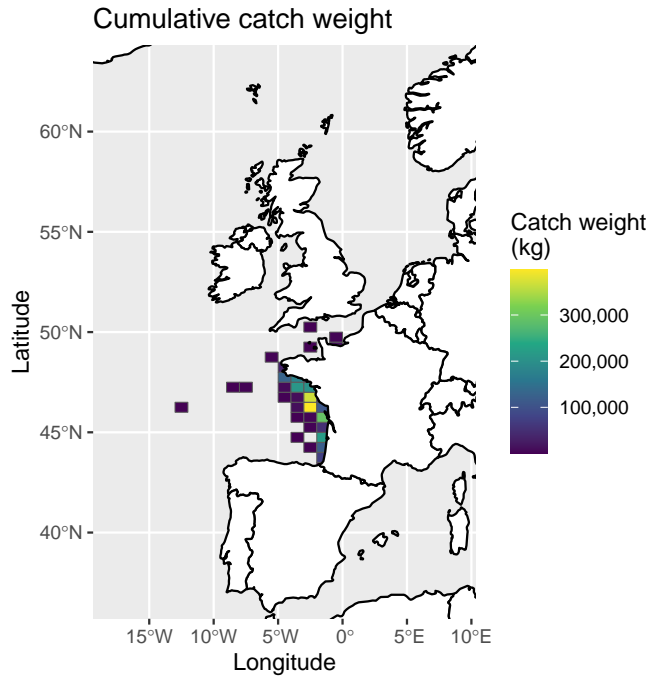 Cumulative catch weight
60°N
55°N
50°N
45°N
40°N
Latitude
15°W
10°W
5°W
0°
5°E
10°E
Longitude
Catch weight
(kg)
300,000
200,000
100,000